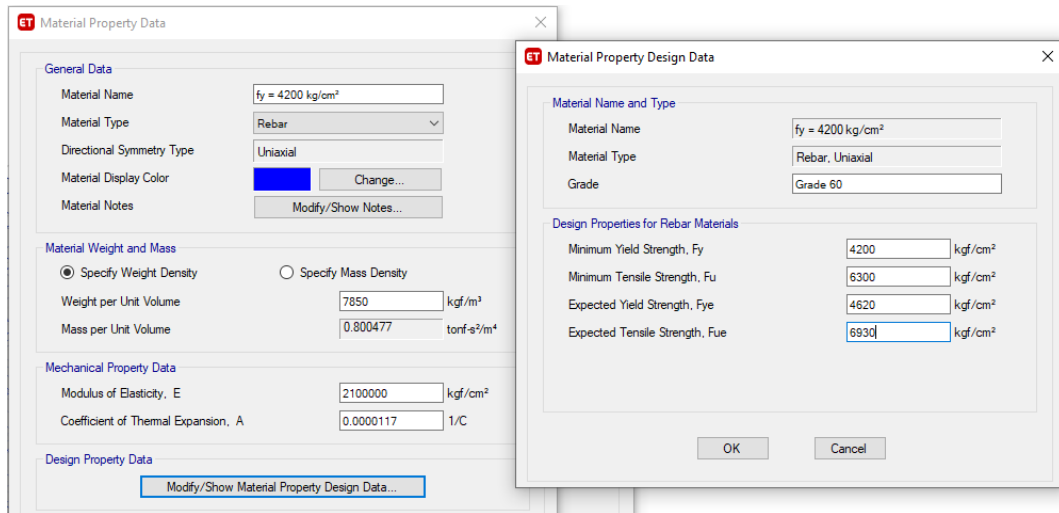 ET Material Property Data
General Data
Material Name fy = 4200 kg/cm²
Material Type Rebar
Directional Symmetry Type Uniaxial
Material Display Color Change...
Material Notes Modify/Show Notes...
Material Weight and Mass
Specify Weight Density Specify Mass Density
Weight per Unit Volume 7850 kgf/m³
Mass per Unit Volume 0.800477 tonf-s²/m⁴
Mechanical Property Data
Modulus of Elasticity, E 2100000 kgf/cm²
Coefficient of Thermal Expansion, A 0.0000117 1/C
Design Property Data
Modify/Show Material Property Design Data...
ET Material Property Design Data
Material Name and Type
Material Name fy = 4200 kg/cm²
Material Type Rebar, Uniaxial
Grade Grade 60
Design Properties for Rebar Materials
Minimum Yield Strength, Fy 4200 kgf/cm²
Minimum Tensile Strength, Fu 6300 kgf/cm²
Expected Yield Strength, Fye 4620 kgf/cm²
Expected Tensile Strength, Fue 6930 kgf/cm²
OK Cancel